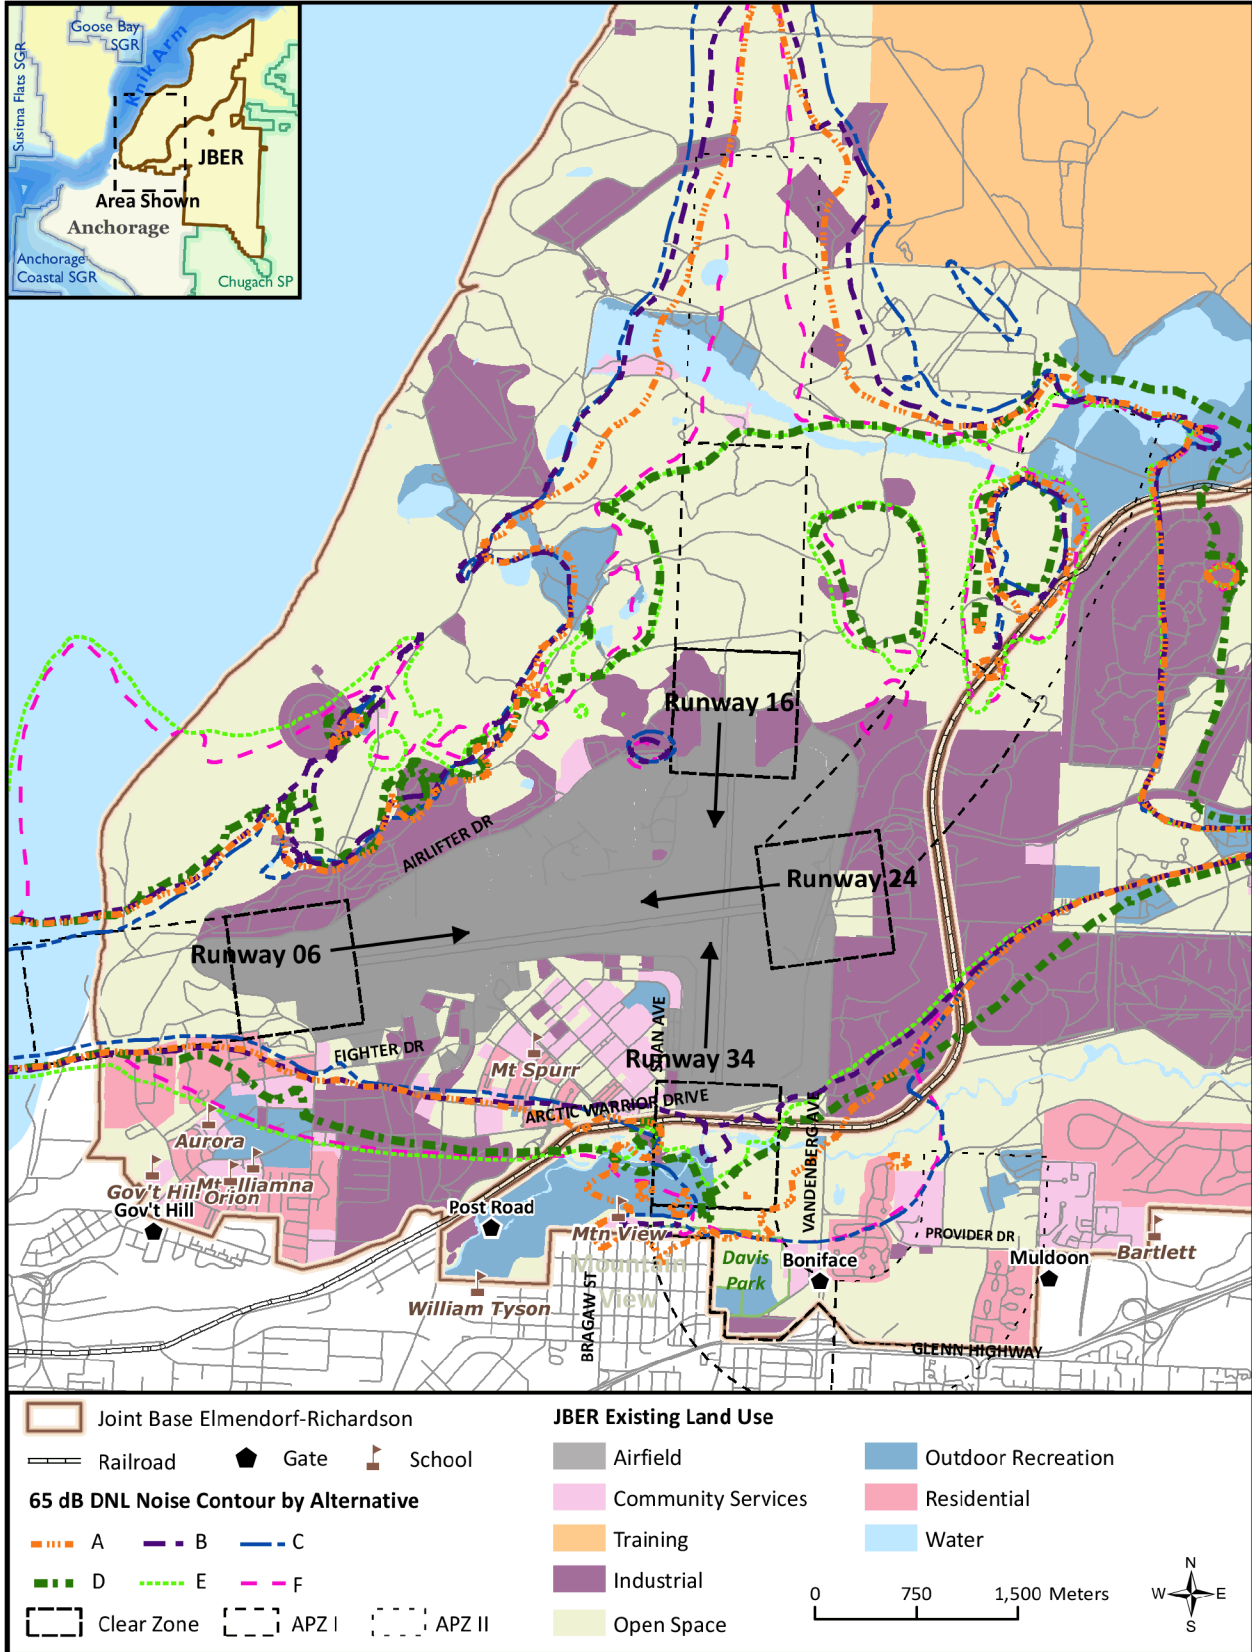 Goose Bay
SGR
Susitna Flats SGR
Knik Arm
JBER
Area Shown
Anchorage
Anchorage
Coastal SGR
Chugach SP
Runway 16
AIRLIFTER DR
Runway 24
Runway 06
SLAN AVE
FIGHTER DR
Mt Spurr
Runway 34
ARCTIC WARRIOR DRIVE
VANDENBERG AVE
Aurora
Gov't Hill
Mt Iliamna
Orion
Gov't Hill
Post Road
Mtn View
Mountain
View
Davis
Park
Boniface
PROVIDER DR
Muldoon
Bartlett
William Tyson
BRAGAW ST
GLENN HIGHWAY
Joint Base Elmendorf-Richardson
Railroad
Gate
School
65 dB DNL Noise Contour by Alternative
A
B
C
D
E
F
Clear Zone
APZ I
APZ II
JBER Existing Land Use
Airfield
Outdoor Recreation
Community Services
Residential
Training
Water
Industrial
Open Space
0 750 1,500 Meters
N
W E
S